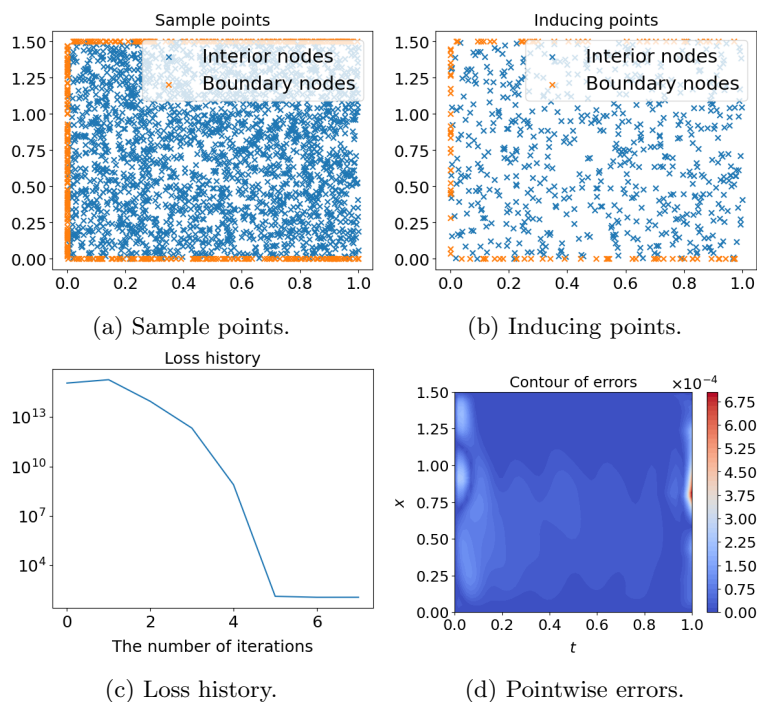 Sample points
Inducing points
1.50
1.25
1.00
0.75
0.50
0.25
0.00
Interior nodes
Boundary nodes
0.0 0.2 0.4 0.6 0.8 1.0
1.50
1.25
1.00
0.75
0.50
0.25
0.00
Interior nodes
Boundary nodes
0.0 0.2 0.4 0.6 0.8 1.0
(a) Sample points.
(b) Inducing points.
Loss history
10^13
10^10
10^7
10^4
0 2 4 6
The number of iterations
Contour of errors
×10^−4
1.50
1.25
1.00
0.75
0.50
0.25
0.00
x
0.0 0.2 0.4 0.6 0.8 1.0
t
6.75
6.00
5.25
4.50
3.75
3.00
2.25
1.50
0.75
0.00
(c) Loss history.
(d) Pointwise errors.